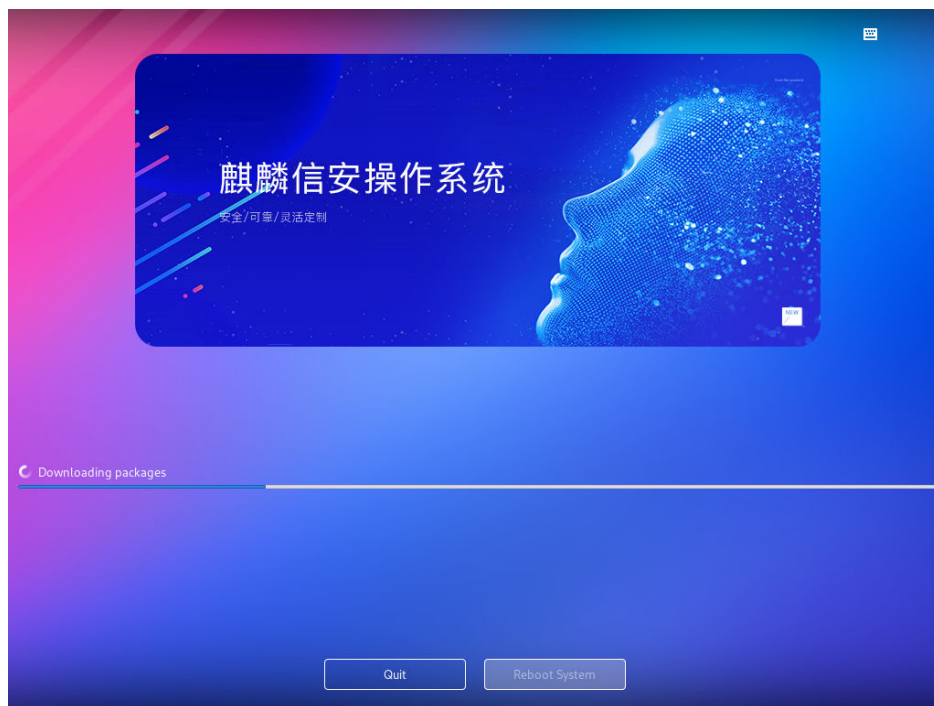 麒麟信安操作系统
安全/可靠/灵活定制
NEW
Downloading packages
Quit
Reboot System